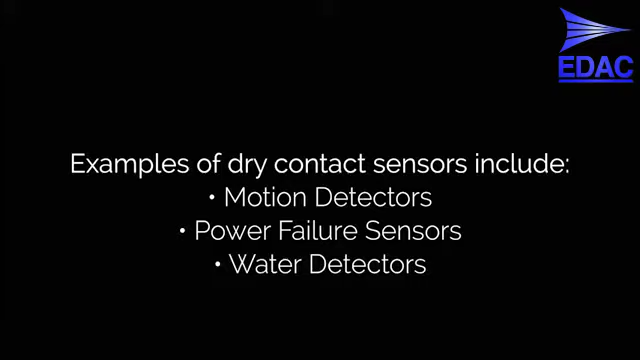 EDAC
Examples of dry contact sensors include:
• Motion Detectors
• Power Failure Sensors
• Water Detectors